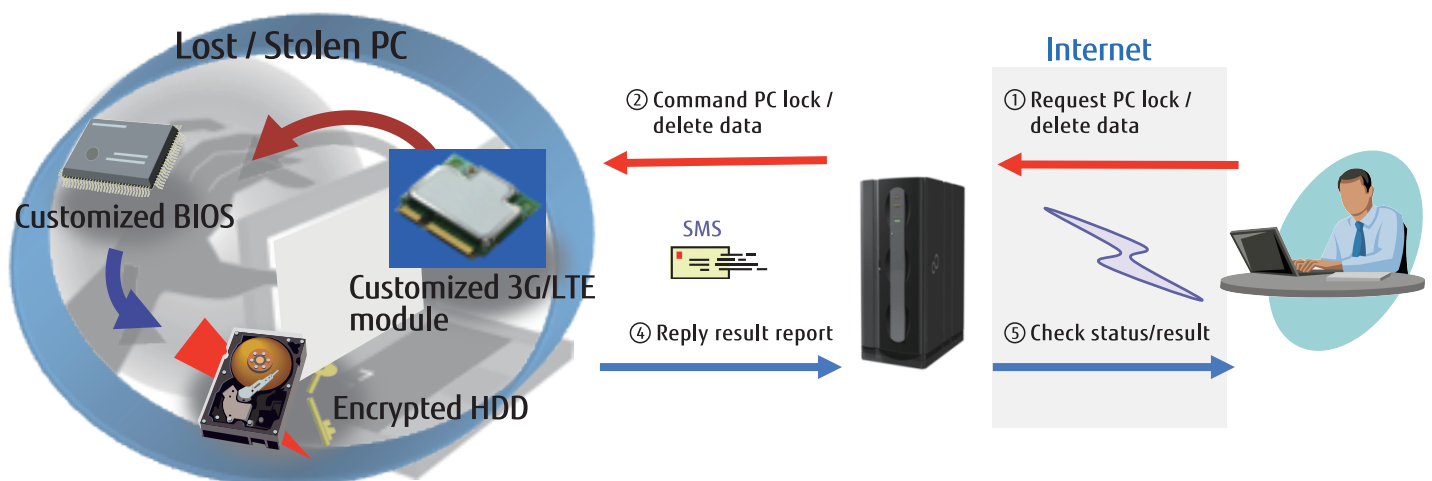 Lost / Stolen PC
Internet
② Command PC lock /
delete data
① Request PC lock /
delete data
Customized BIOS
SMS
Customized 3G/LTE
module
④ Reply result report
⑤ Check status/result
Encrypted HDD